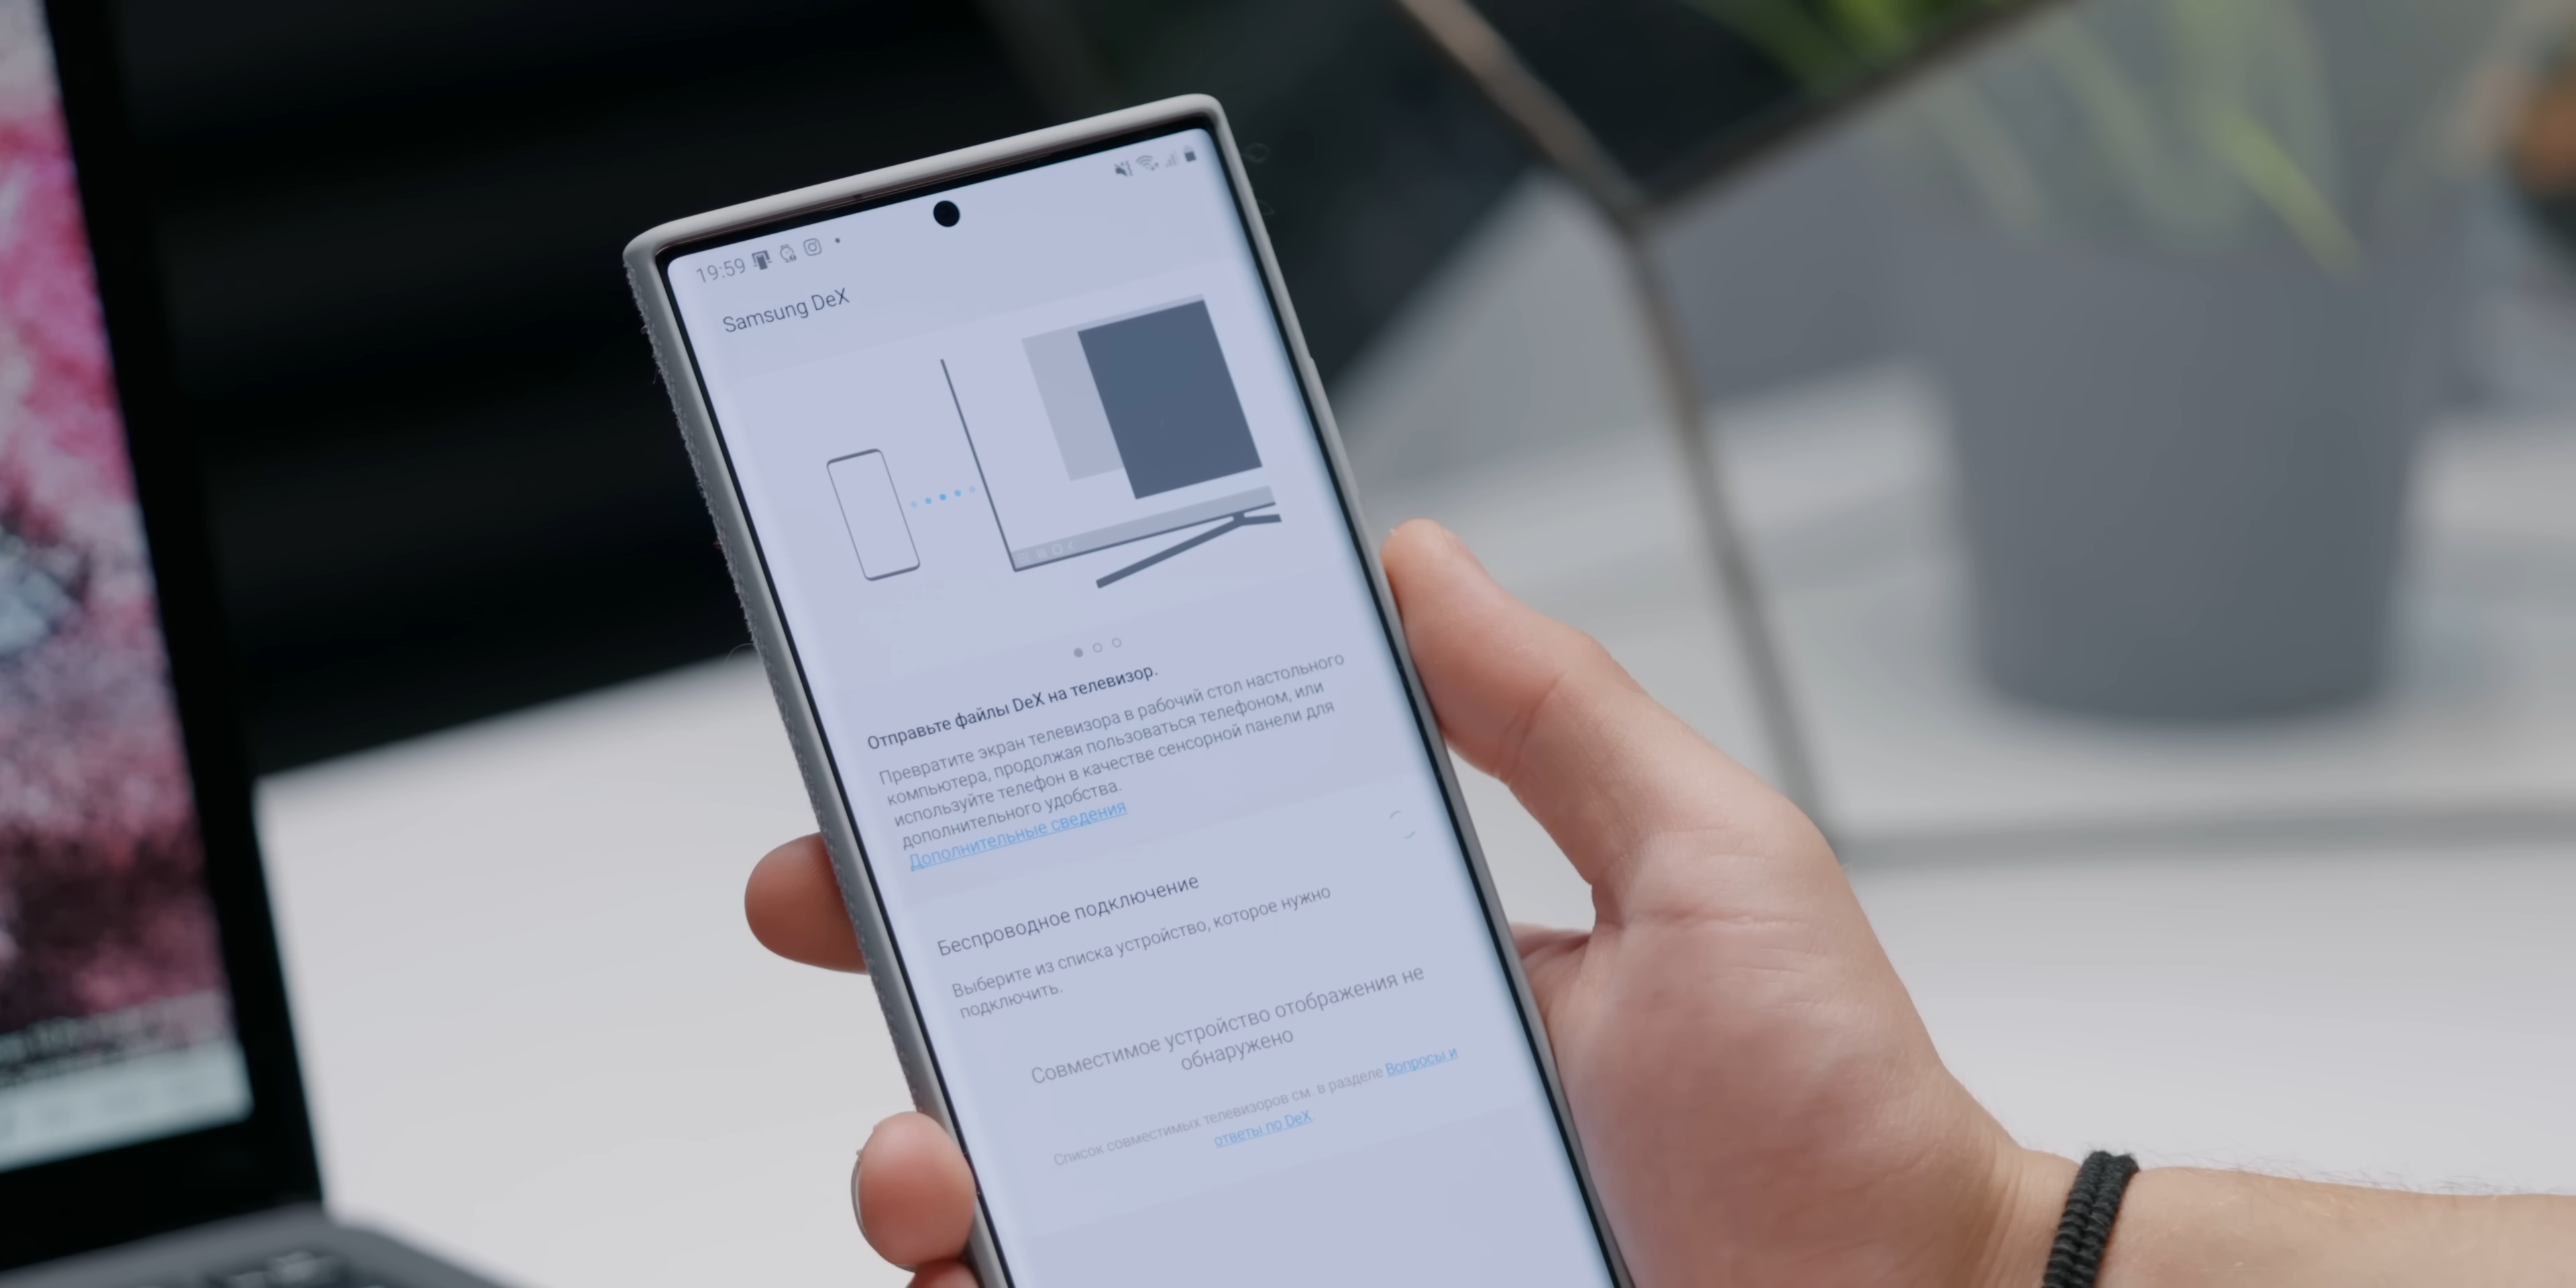 19:59
Samsung DeX
Отправьте файлы DeX на телевизор.
Превратите экран телевизора в рабочий стол настольного
компьютера, продолжая пользоваться телефоном, или
используйте телефон в качестве сенсорной панели для
дополнительного удобства.
Дополнительные сведения
Беспроводное подключение
Выберите из списка устройство, которое нужно
подключить.
Совместимое устройство отображения не
обнаружено
Список совместимых телевизоров см. в разделе Вопросы и
ответы по DeX